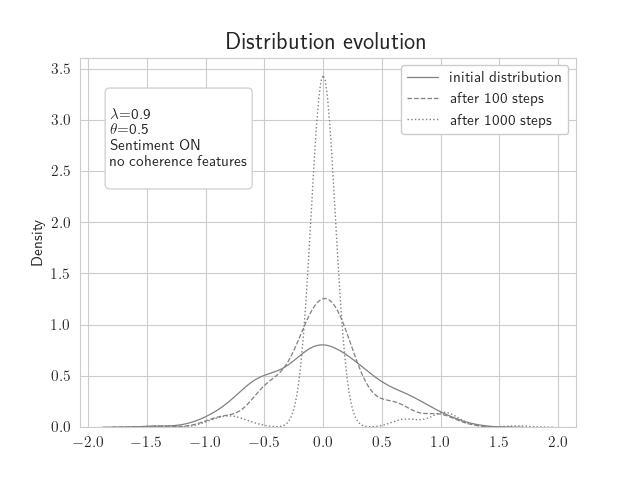 Distribution evolution
3.5
3.0
2.5
2.0
1.5
1.0
0.5
0.0
Density
λ=0.9
θ=0.5
Sentiment ON
no coherence features
initial distribution
after 100 steps
after 1000 steps
−2.0 −1.5 −1.0 −0.5 0.0 0.5 1.0 1.5 2.0